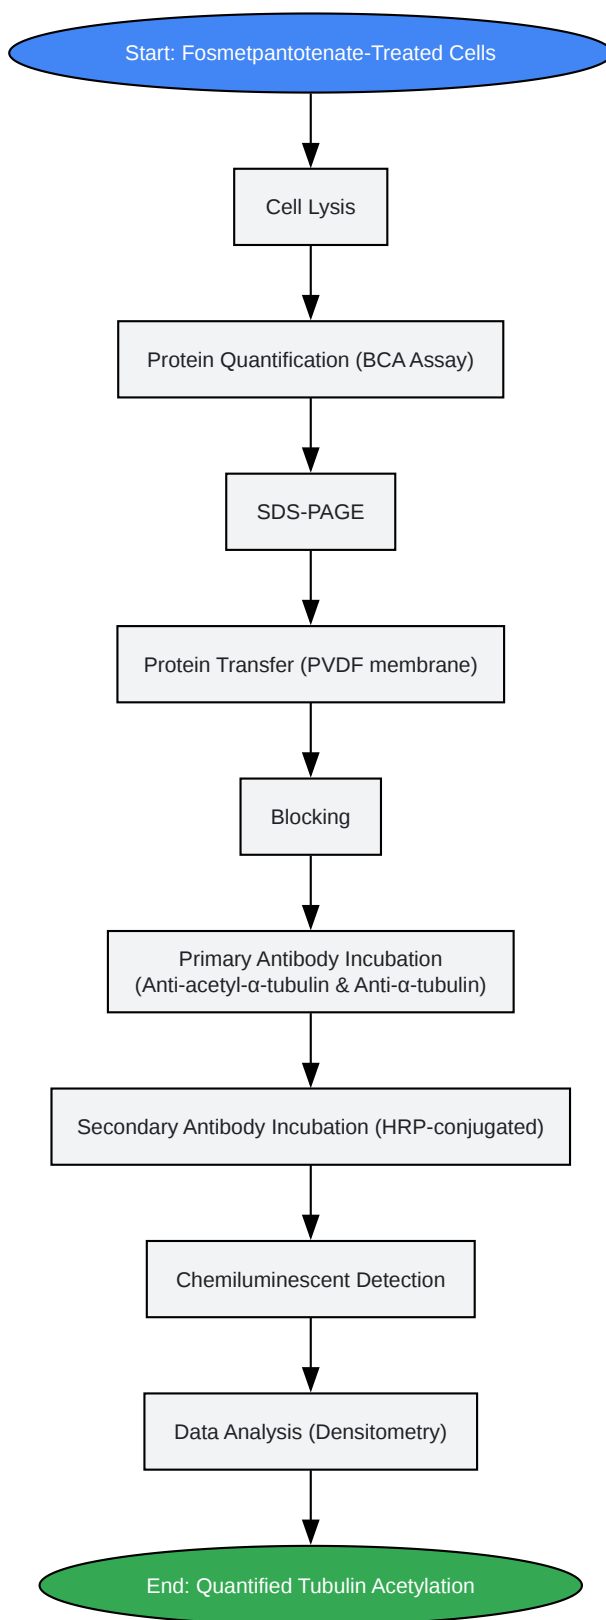 Start: Fosmetpantotenate-Treated Cells
Cell Lysis
Protein Quantification (BCA Assay)
SDS-PAGE
Protein Transfer (PVDF membrane)
Blocking
Primary Antibody Incubation
(Anti-acetyl-α-tubulin & Anti-α-tubulin)
Secondary Antibody Incubation (HRP-conjugated)
Chemiluminescent Detection
Data Analysis (Densitometry)
End: Quantified Tubulin Acetylation